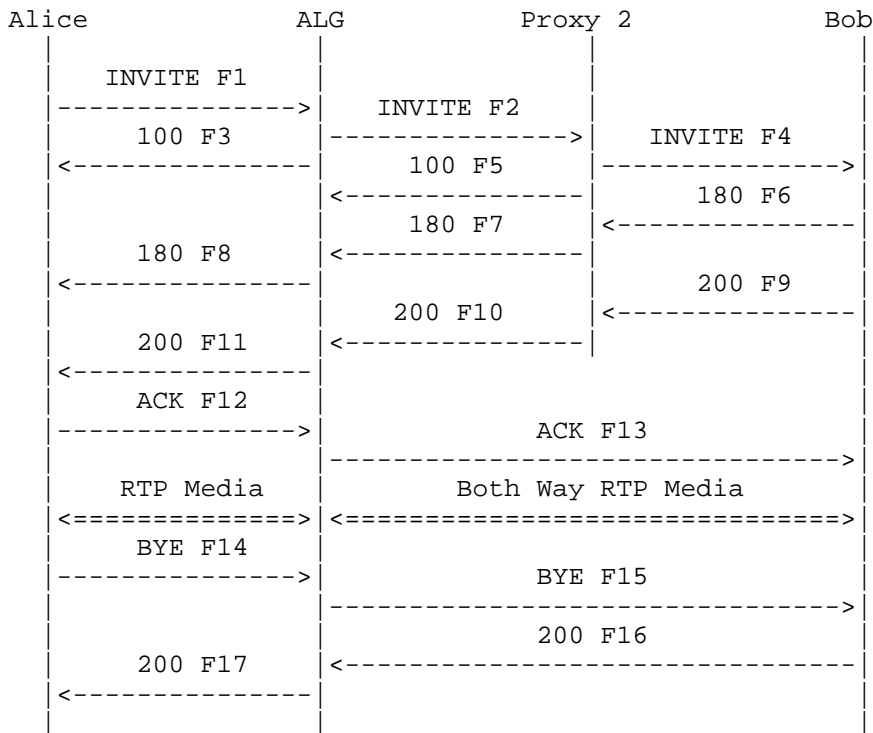 Alice ALG Proxy 2 Bob
INVITE F1
INVITE F2
100 F3 INVITE F4
100 F5
180 F6
180 F7
180 F8
200 F9
200 F10
200 F11
ACK F12
ACK F13
RTP Media Both Way RTP Media
BYE F14
BYE F15
200 F16
200 F17